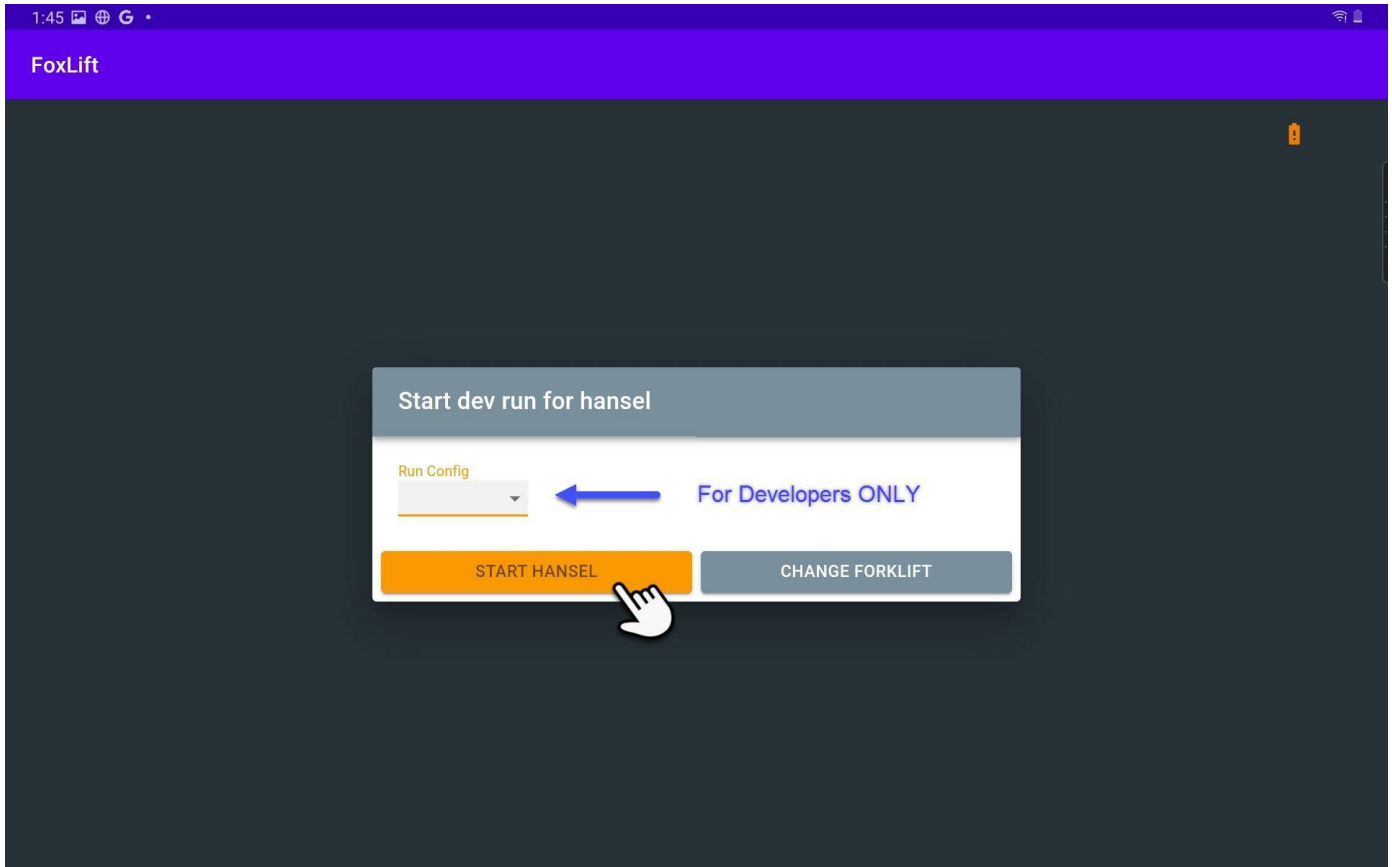 1:45 G
FoxLift
Start dev run for hansel
Run Config
For Developers ONLY
START HANSEL
CHANGE FORKLIFT